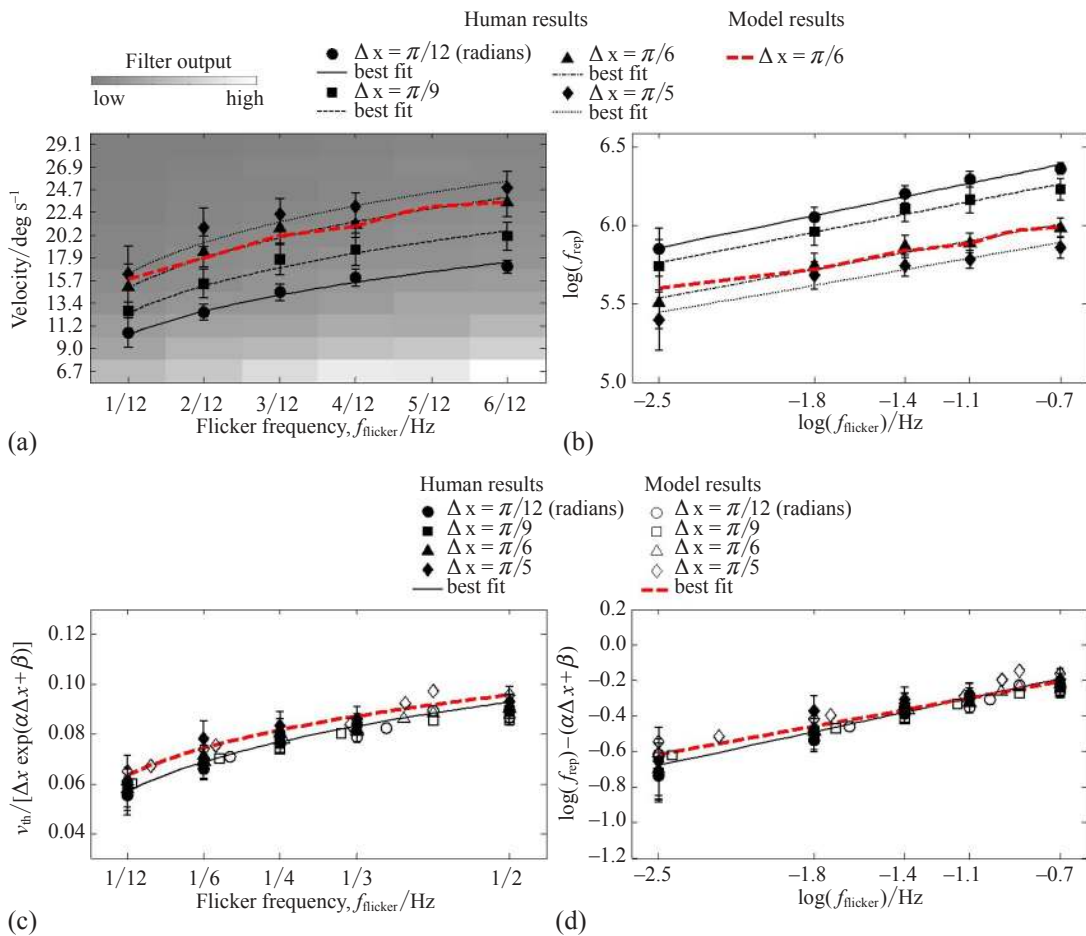 Human results Model results
Filter output
low high
Δ x = π/12 (radians)
best fit
Δ x = π/9
best fit
Δ x = π/6
best fit
Δ x = π/5
best fit
Δ x = π/6
Velocity/deg s⁻¹
29.1
26.9
24.7
22.4
20.2
17.9
15.7
13.4
11.2
9.0
6.7
1/12 2/12 3/12 4/12 5/12 6/12
Flicker frequency, f_flicker/Hz
(a)
log(f_rep)
6.5
6.0
5.5
5.0
−2.5 −1.8 −1.4 −1.1 −0.7
log(f_flicker)/Hz
(b)
Human results Model results
Δ x = π/12 (radians)
Δ x = π/9
Δ x = π/6
Δ x = π/5
best fit
Δ x = π/12 (radians)
Δ x = π/9
Δ x = π/6
Δ x = π/5
best fit
v_th/[Δx exp(αΔx + β)]
0.12
0.10
0.08
0.06
0.04
1/12 1/6 1/4 1/3 1/2
Flicker frequency, f_flicker/Hz
(c)
log(f_rep) − (αΔx + β)
0.2
−0.0
−0.2
−0.4
−0.6
−0.8
−1.0
−1.2
−2.5 −1.8 −1.4 −1.1 −0.7
log(f_flicker)/Hz
(d)